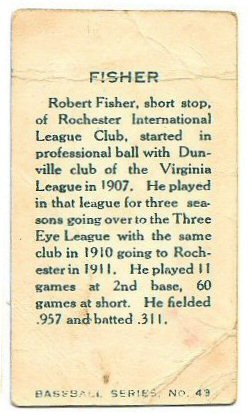 FISHER
Robert Fisher, short stop,
of Rochester International
League Club, started in
professional ball with Dun-
ville club of the Virginia
League in 1907. He played
in that league for three sea-
sons going over to the Three
Eye League with the same
club in 1910 going to Roch-
ester in 1911. He played 11
games at 2nd base, 60
games at short. He fielded
.957 and batted .311.
BASEBALL SERIES, No. 49